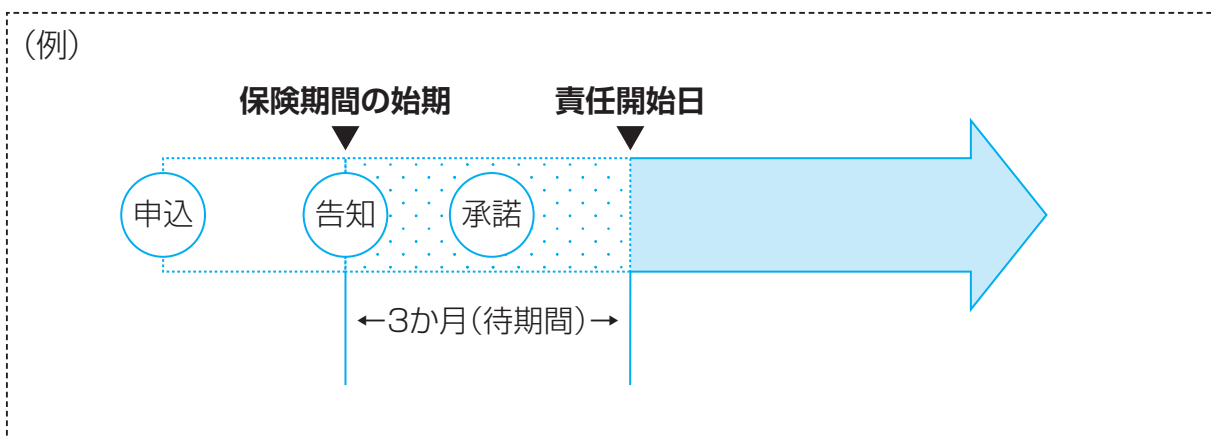 (例)
保険期間の始期 責任開始日
申込 告知 承諾
←3か月(待期間)→